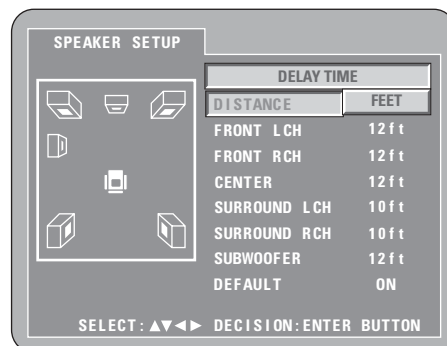 SPEAKER SETUP
DELAY TIME
DISTANCE FEET
FRONT LCH 12ft
FRONT RCH 12ft
CENTER 12ft
SURROUND LCH 10ft
SURROUND RCH 10ft
SUBWOOFER 12ft
DEFAULT ON
SELECT:▲▼◀▶ DECISION:ENTER BUTTON